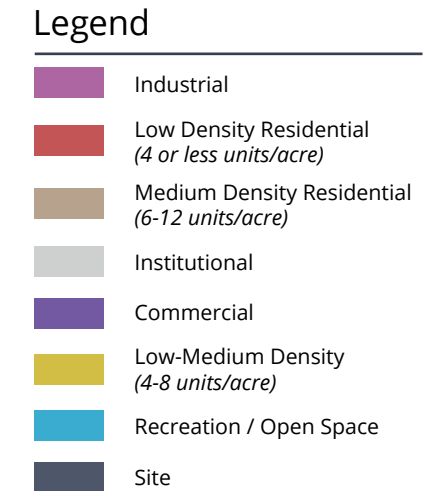 Legend
Industrial
Low Density Residential
(4 or less units/acre)
Medium Density Residential
(6-12 units/acre)
Institutional
Commercial
Low-Medium Density
(4-8 units/acre)
Recreation / Open Space
Site